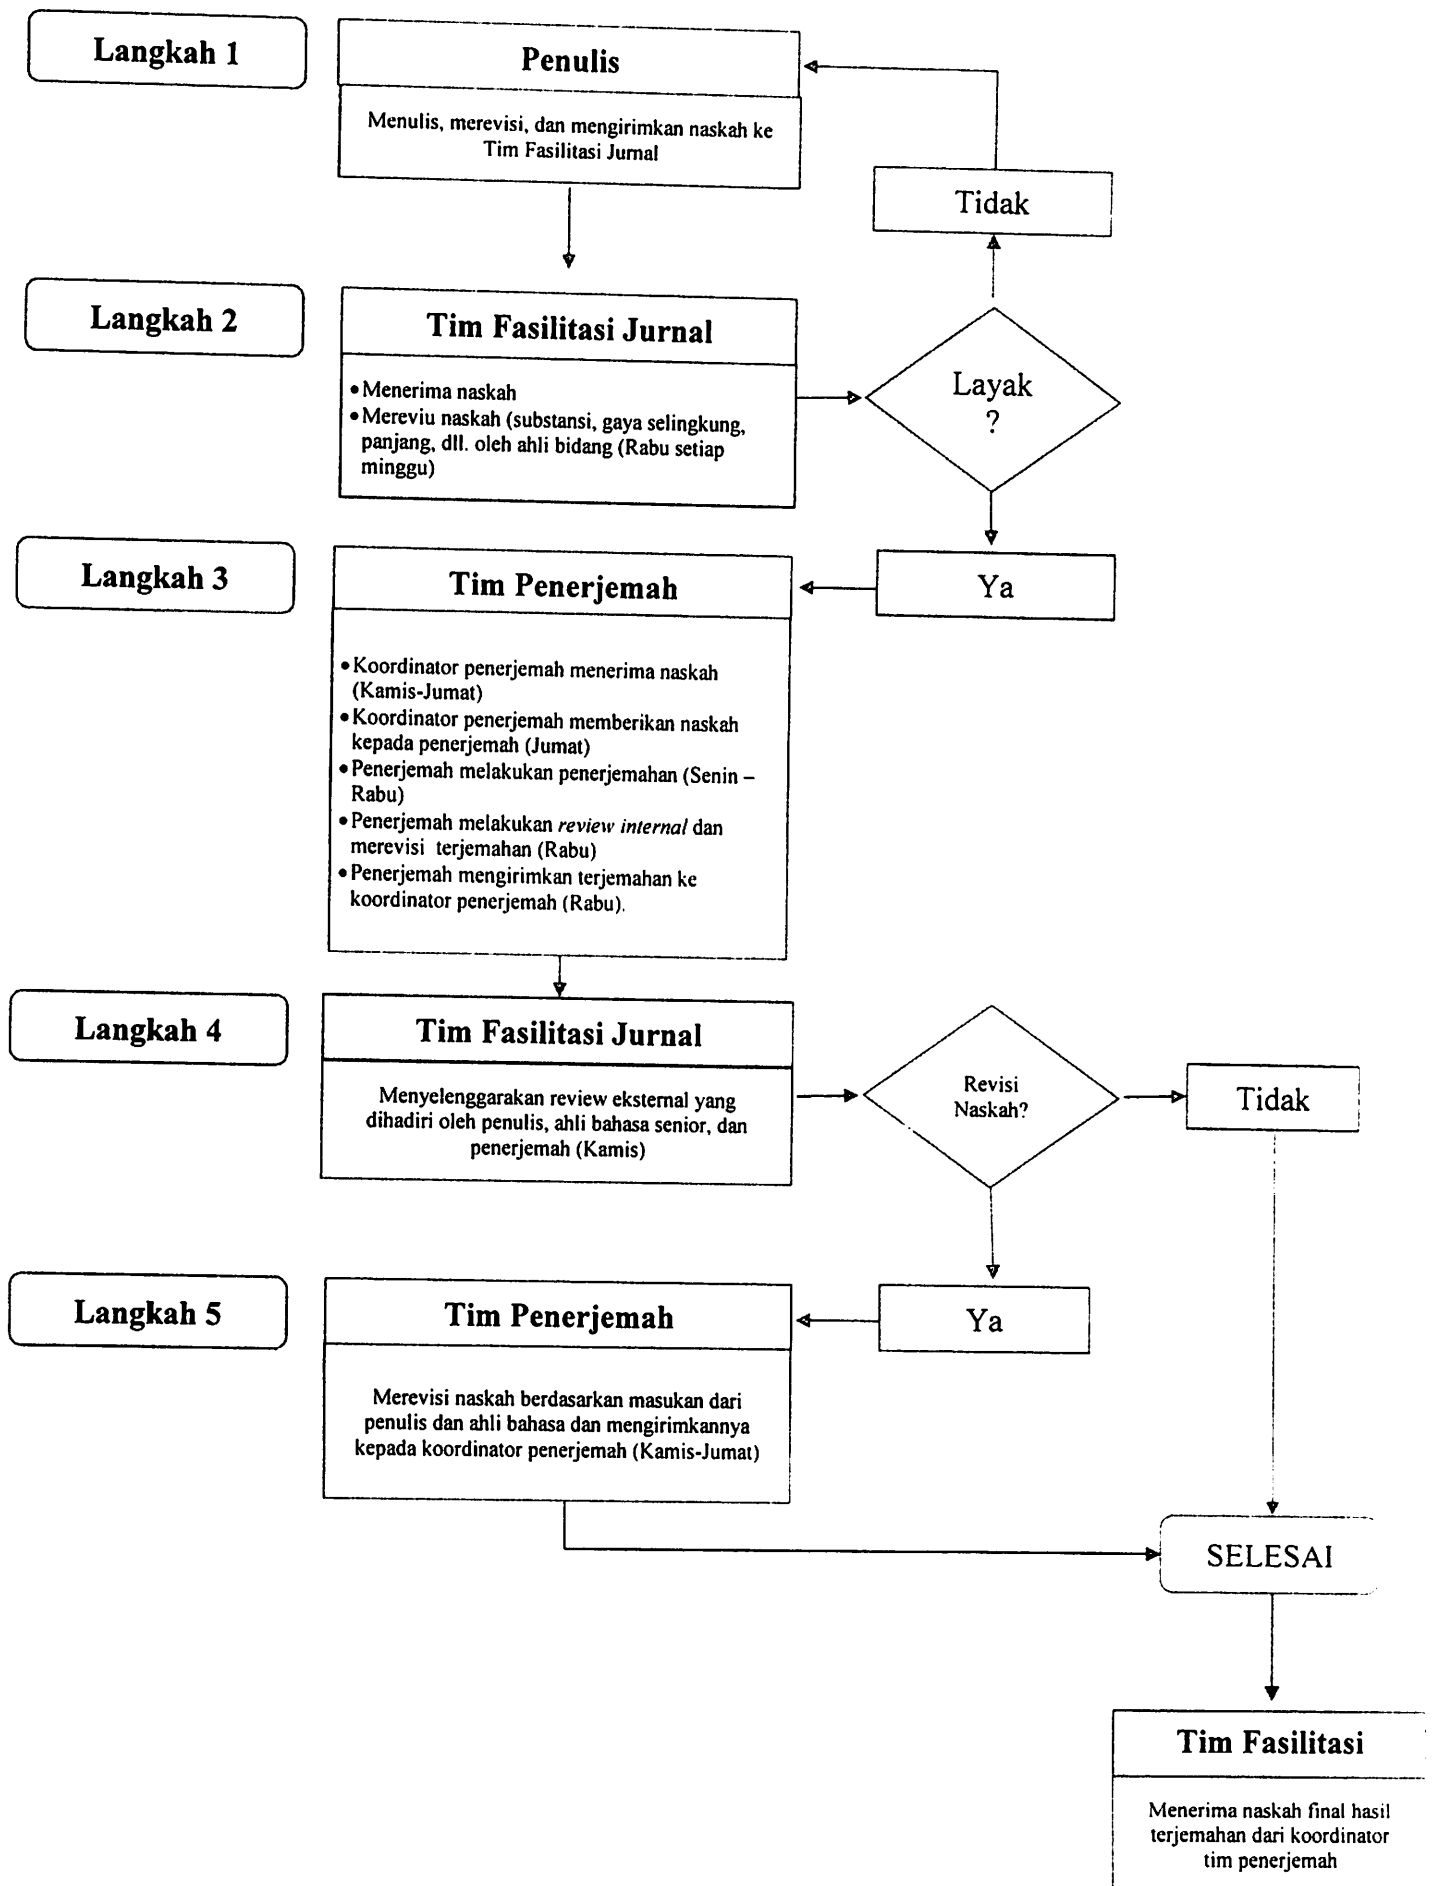 Langkah 1
Penulis
Menulis, merevisi, dan mengirimkan naskah ke
Tim Fasilitasi Jurnal
Tidak
Langkah 2
Tim Fasilitasi Jurnal
• Menerima naskah
• Mereviu naskah (substansi, gaya selingkung,
panjang, dll. oleh ahli bidang (Rabu setiap
minggu)
Layak
?
Langkah 3
Tim Penerjemah
Ya
• Koordinator penerjemah menerima naskah
(Kamis-Jumat)
• Koordinator penerjemah memberikan naskah
kepada penerjemah (Jumat)
• Penerjemah melakukan penerjemahan (Senin –
Rabu)
• Penerjemah melakukan review internal dan
merevisi terjemahan (Rabu)
• Penerjemah mengirimkan terjemahan ke
koordinator penerjemah (Rabu).
Langkah 4
Tim Fasilitasi Jurnal
Menyelenggarakan review eksternal yang
dihadiri oleh penulis, ahli bahasa senior, dan
penerjemah (Kamis)
Revisi
Naskah?
Tidak
Langkah 5
Tim Penerjemah
Ya
Merevisi naskah berdasarkan masukan dari
penulis dan ahli bahasa dan mengirimkannya
kepada koordinator penerjemah (Kamis-Jumat)
SELESAI
Tim Fasilitasi
Menerima naskah final hasil
terjemahan dari koordinator
tim penerjemah